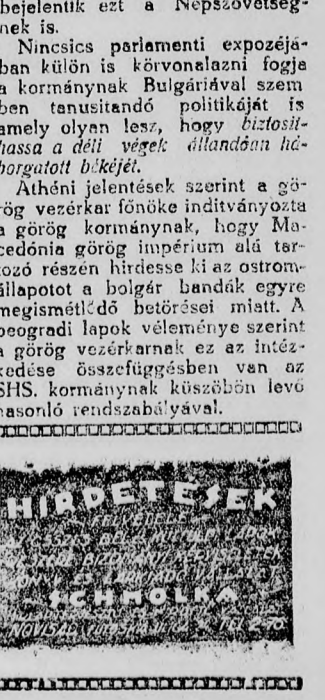 bejelentik ezt a Népszövetség-
nek is.
Nincsics parlamenti expozéjá-
ban külön is körvonalazni fogja
a kormánynak Bulgáriával szem
ben tanusitandó politikáját is
amely olyan lesz, hogy biztosit-
hassa a déli végek állandóan há-
borgatott békéjét.
Athéni jelentések szerint a gö-
rög vezérkar főnöke inditványozta
a görög kormánynak, hogy Ma-
cedónia görög impérium alá tar-
tozó részén hirdesse ki az ostrom-
állapotot a bolgár bandák egyre
megismétlődő betörései miatt. A
beogradi lapok véleménye szerint
a görög vezérkarnak ez az intéz-
kedése összefüggésben van az
SHS. kormánynak küszöbön levő
hasonló rendszabályával.
HIRDETÉSEK
SCHMOLKA
NOVISAD TEL 2-70